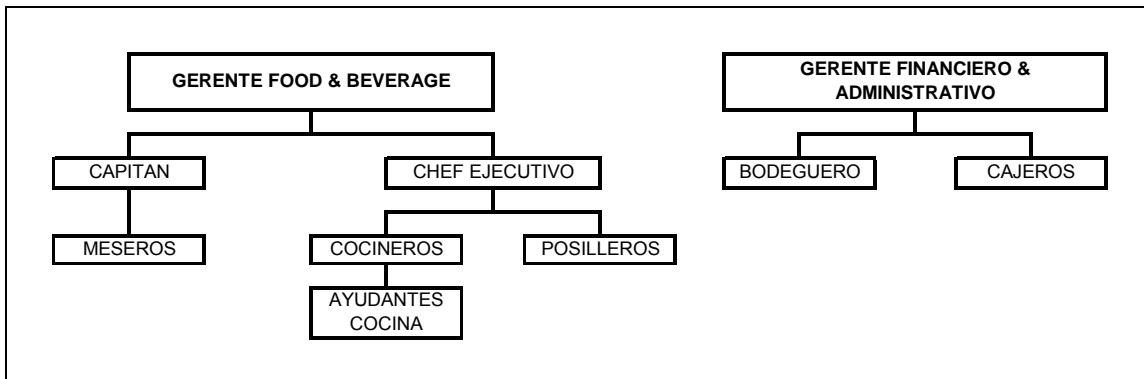 GERENTE FOOD & BEVERAGE
GERENTE FINANCIERO &
ADMINISTRATIVO
CAPITAN
CHEF EJECUTIVO
BODEGUERO
CAJEROS
MESEROS
COCINEROS
POSILLEROS
AYUDANTES
COCINA